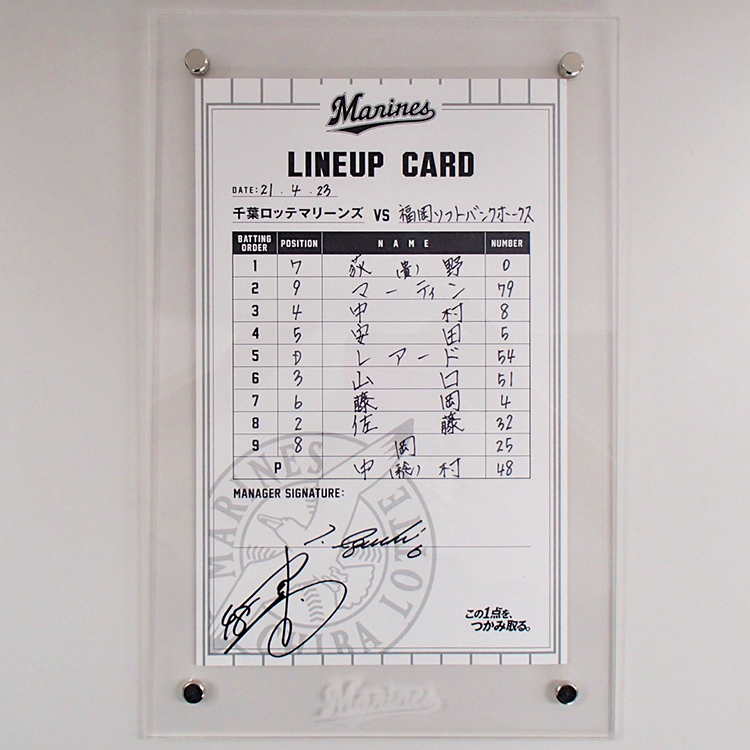 Marines
LINEUP CARD
DATE: 21 . 4 . 23
千葉ロッテマリーンズ VS 福岡ソフトバンクホークス
BATTING ORDER POSITION NAME NUMBER
1 7 荻(貴)野 0
2 9 マーティン 79
3 4 中村 8
4 5 安田 5
5 D レアード 54
6 3 山口 51
7 6 藤岡 4
8 2 佐藤 32
9 8 岡 25
P 中(稔)村 48
MANAGER SIGNATURE:
MARINES
CHIBA LOTTE
この1点を、
つかみ取る。
Marines